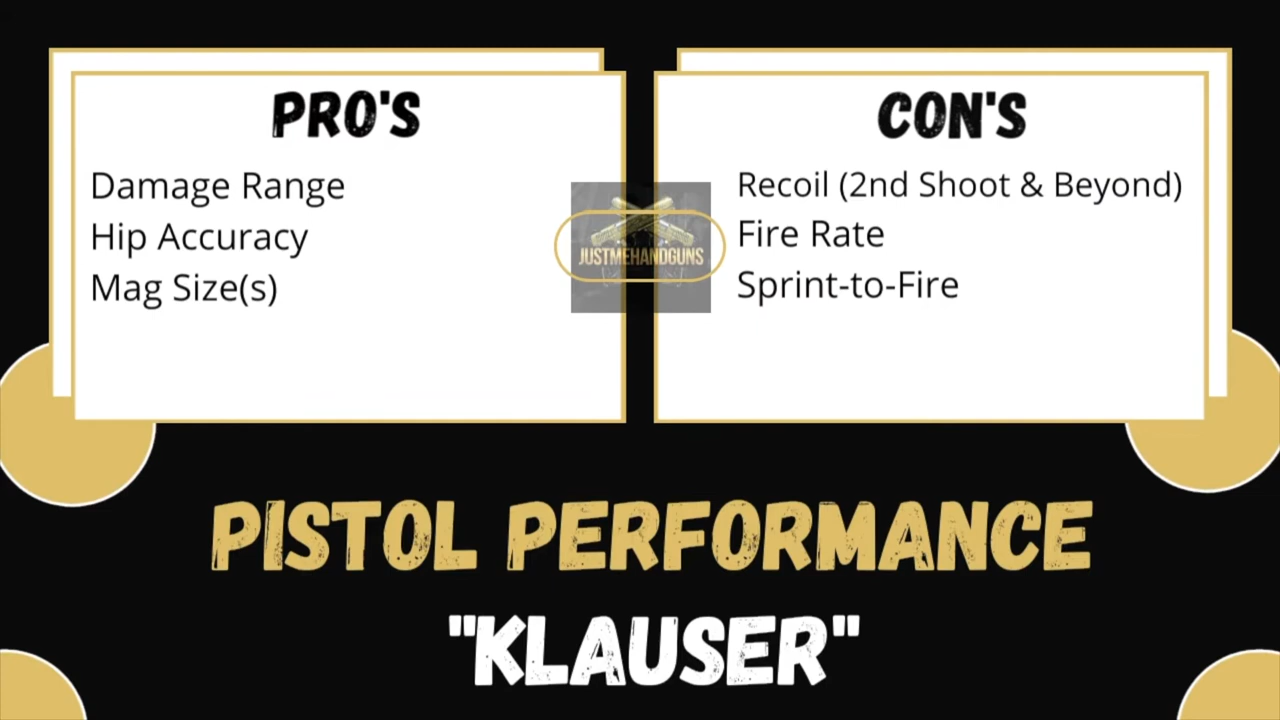 PRO'S
Damage Range
Hip Accuracy
Mag Size(s)
CON'S
Recoil (2nd Shoot & Beyond)
Fire Rate
Sprint-to-Fire
JUSTMEHANDGUNS
PISTOL PERFORMANCE
"KLAUSER"